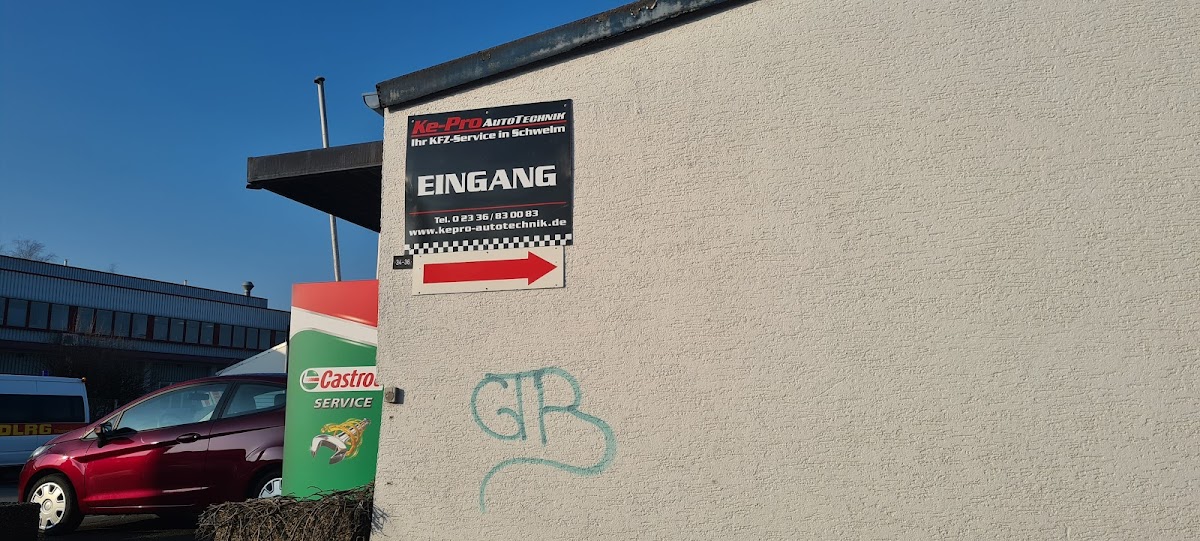 Ke-Pro AutoTechnik
Ihr KFZ-Service in Schwelm
EINGANG
Tel. 0 23 36 / 83 00 83
www.kepro-autotechnik.de
34-36
Castrol
SERVICE
DLRG
GTB